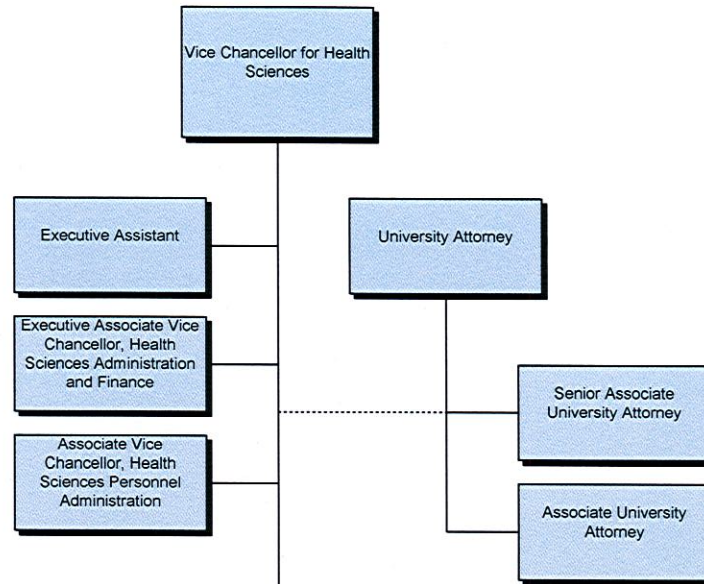 Vice Chancellor for Health
Sciences
Executive Assistant
University Attorney
Executive Associate Vice
Chancellor, Health
Sciences Administration
and Finance
Senior Associate
University Attorney
Associate Vice
Chancellor, Health
Sciences Personnel
Administration
Associate University
Attorney